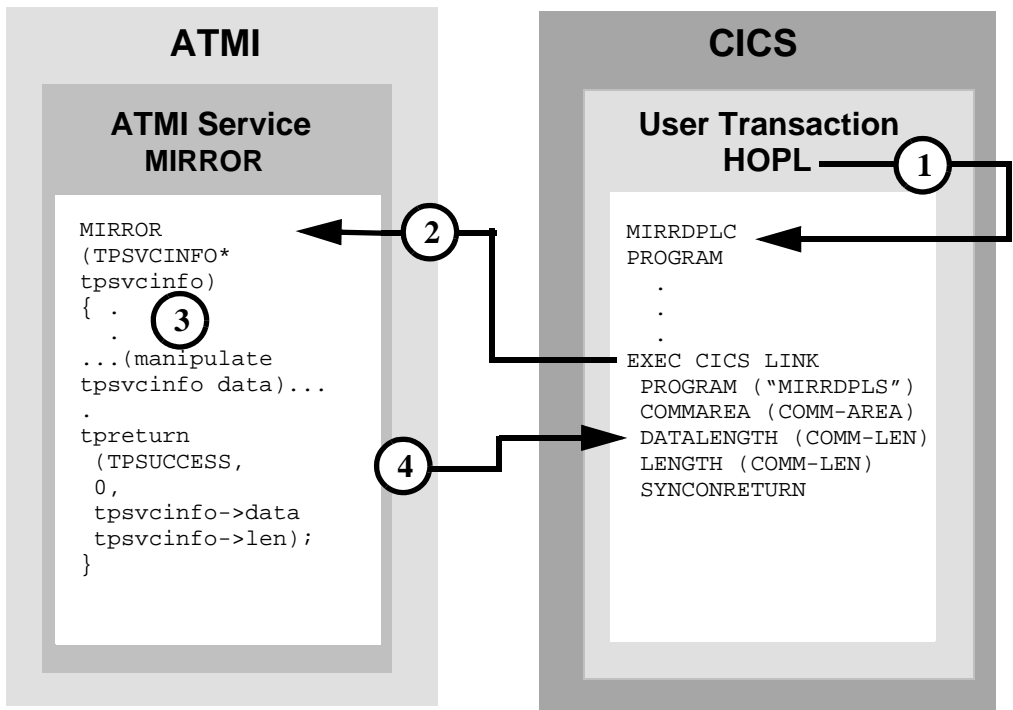 ATMI
ATMI Service
MIRROR
MIRROR
(TPSVCINFO*
tpsvcinfo)
{ .
.
...(manipulate
tpsvcinfo data)...
.
tpreturn
(TPSUCCESS,
0,
tpsvcinfo->data
tpsvcinfo->len);
}
2
3
4
CICS
User Transaction
HOPL
1
MIRRDPLC
PROGRAM
.
.
.
EXEC CICS LINK
PROGRAM (“MIRRDPLS”)
COMMAREA (COMM-AREA)
DATALENGTH (COMM-LEN)
LENGTH (COMM-LEN)
SYNCONRETURN